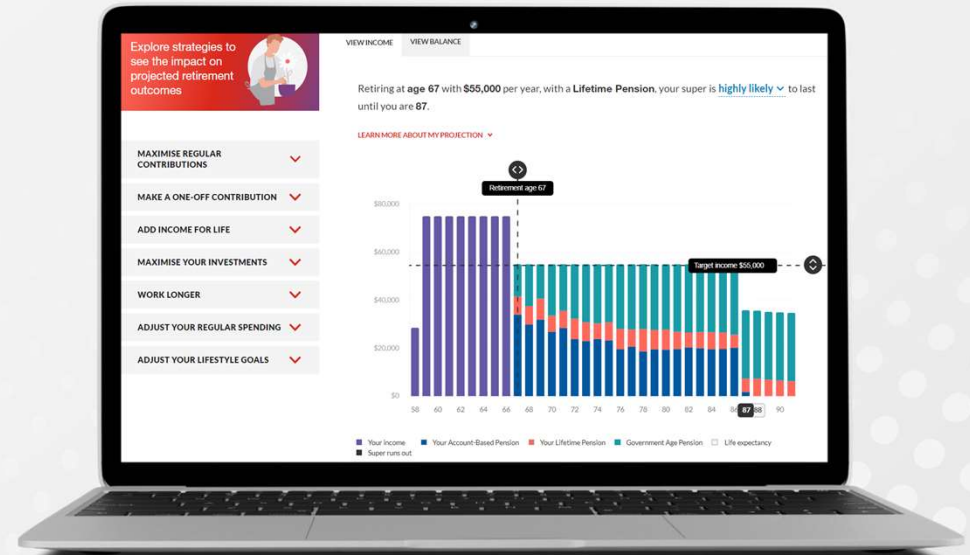 Explore strategies to
see the impact on
projected retirement
outcomes
MAXIMISE REGULAR
CONTRIBUTIONS
MAKE A ONE-OFF CONTRIBUTION
ADD INCOME FOR LIFE
MAXIMISE YOUR INVESTMENTS
WORK LONGER
ADJUST YOUR REGULAR SPENDING
ADJUST YOUR LIFESTYLE GOALS
VIEW INCOME VIEW BALANCE
Retiring at age 67 with $55,000 per year, with a Lifetime Pension, your super is highly likely to last
until you are 87.
LEARN MORE ABOUT MY PROJECTION
Retirement age 67
$80,000
$60,000
Target income $55,000
$40,000
$20,000
$0
58 60 62 64 66 68 70 72 74 76 78 80 82 84 86 87 88 90
Your income Your Account-Based Pension Your Lifetime Pension Government Age Pension Life expectancy
Super runs out